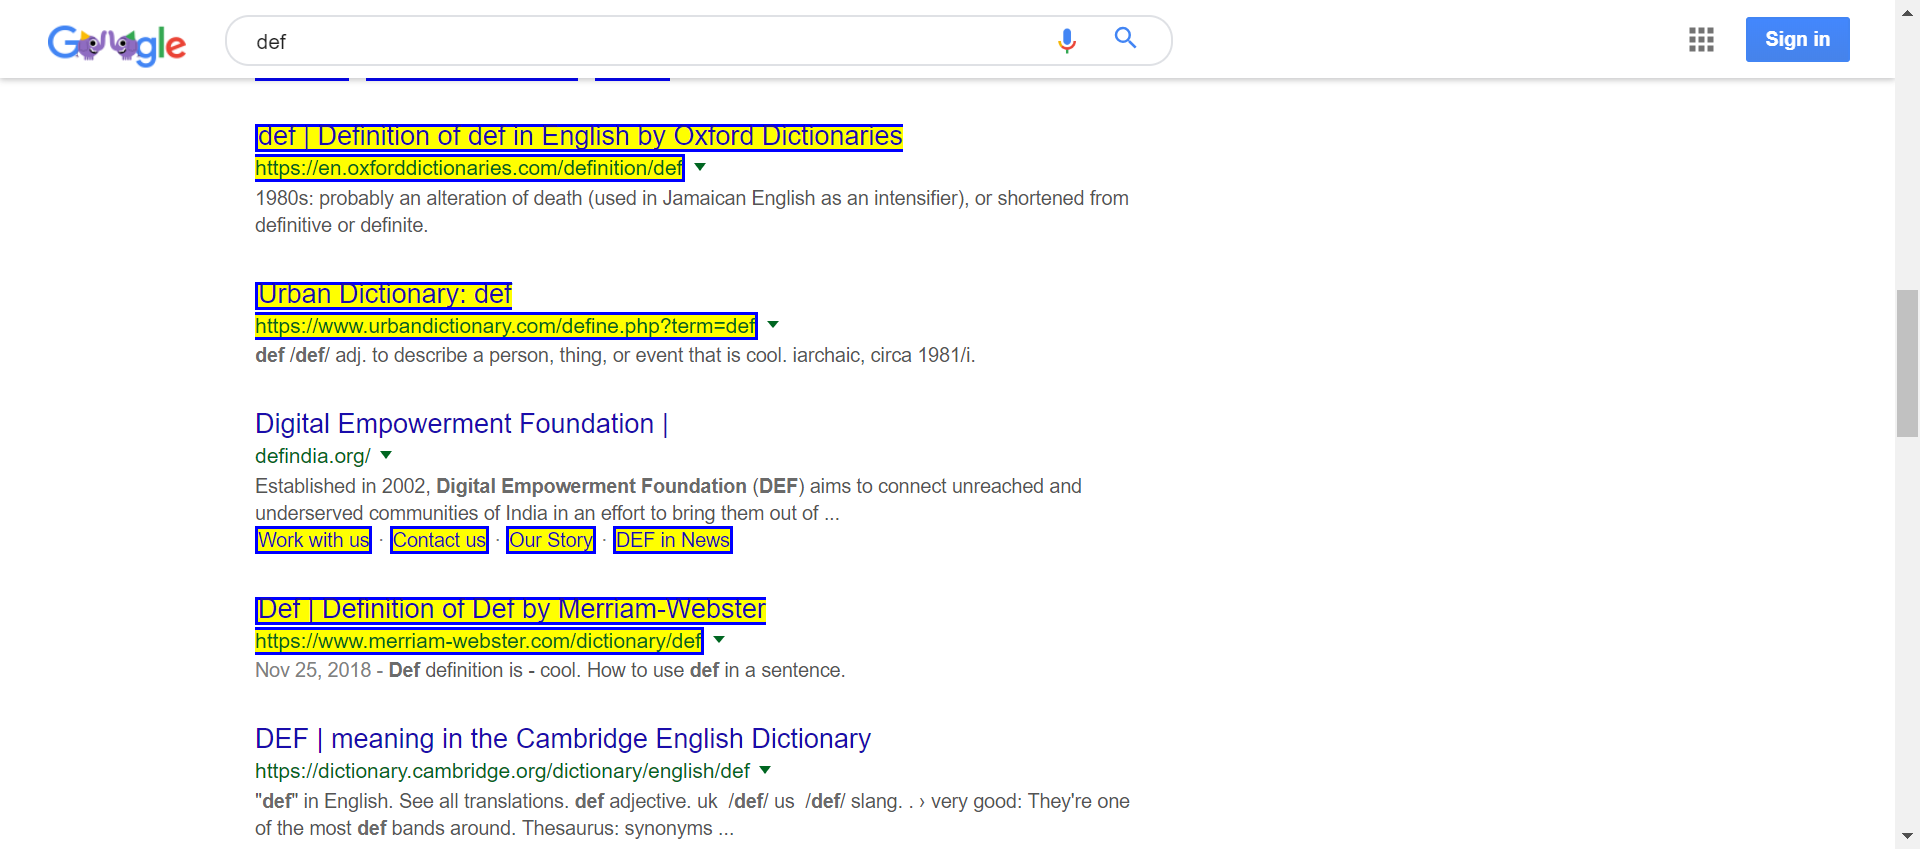 Google
def
Sign in
def | Definition of def in English by Oxford Dictionaries
https://en.oxforddictionaries.com/definition/def
1980s: probably an alteration of death (used in Jamaican English as an intensifier), or shortened from
definitive or definite.
Urban Dictionary: def
https://www.urbandictionary.com/define.php?term=def
def /def/ adj. to describe a person, thing, or event that is cool. iarchaic, circa 1981/i.
Digital Empowerment Foundation |
defindia.org/
Established in 2002, Digital Empowerment Foundation (DEF) aims to connect unreached and
underserved communities of India in an effort to bring them out of ...
Work with us · Contact us · Our Story · DEF in News
Def | Definition of Def by Merriam-Webster
https://www.merriam-webster.com/dictionary/def
Nov 25, 2018 - Def definition is - cool. How to use def in a sentence.
DEF | meaning in the Cambridge English Dictionary
https://dictionary.cambridge.org/dictionary/english/def
"def" in English. See all translations. def adjective. uk /def/ us /def/ slang. . › very good: They're one
of the most def bands around. Thesaurus: synonyms ...